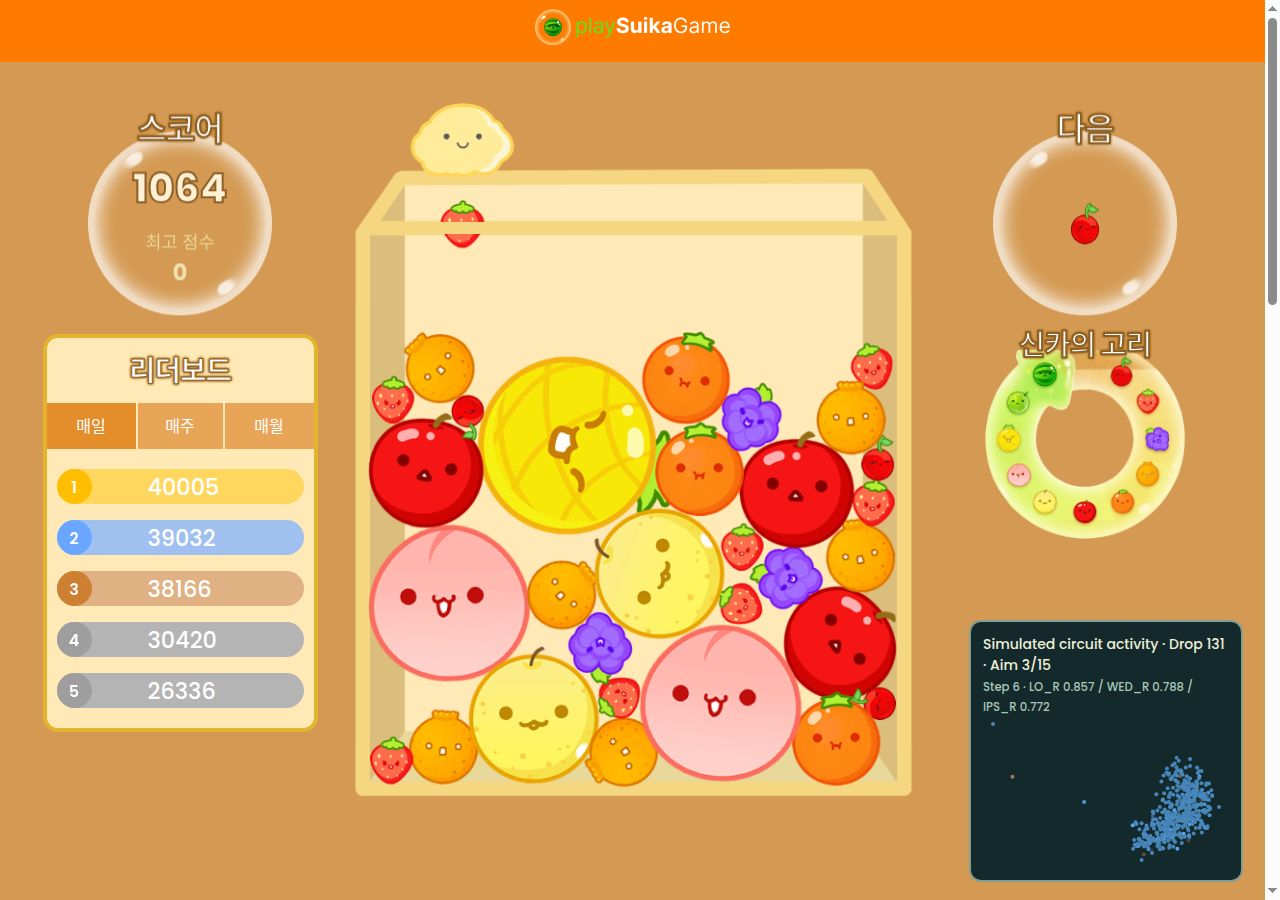 playSuikaGame
스코어
1064
최고 점수
0
다음
신카의 고리
리더보드
매일 매주 매월
1 40005
2 39032
3 38166
4 30420
5 26336
Simulated circuit activity · Drop 131
· Aim 3/15
Step 6 · LO_R 0.857 / WED_R 0.788 /
IPS_R 0.772